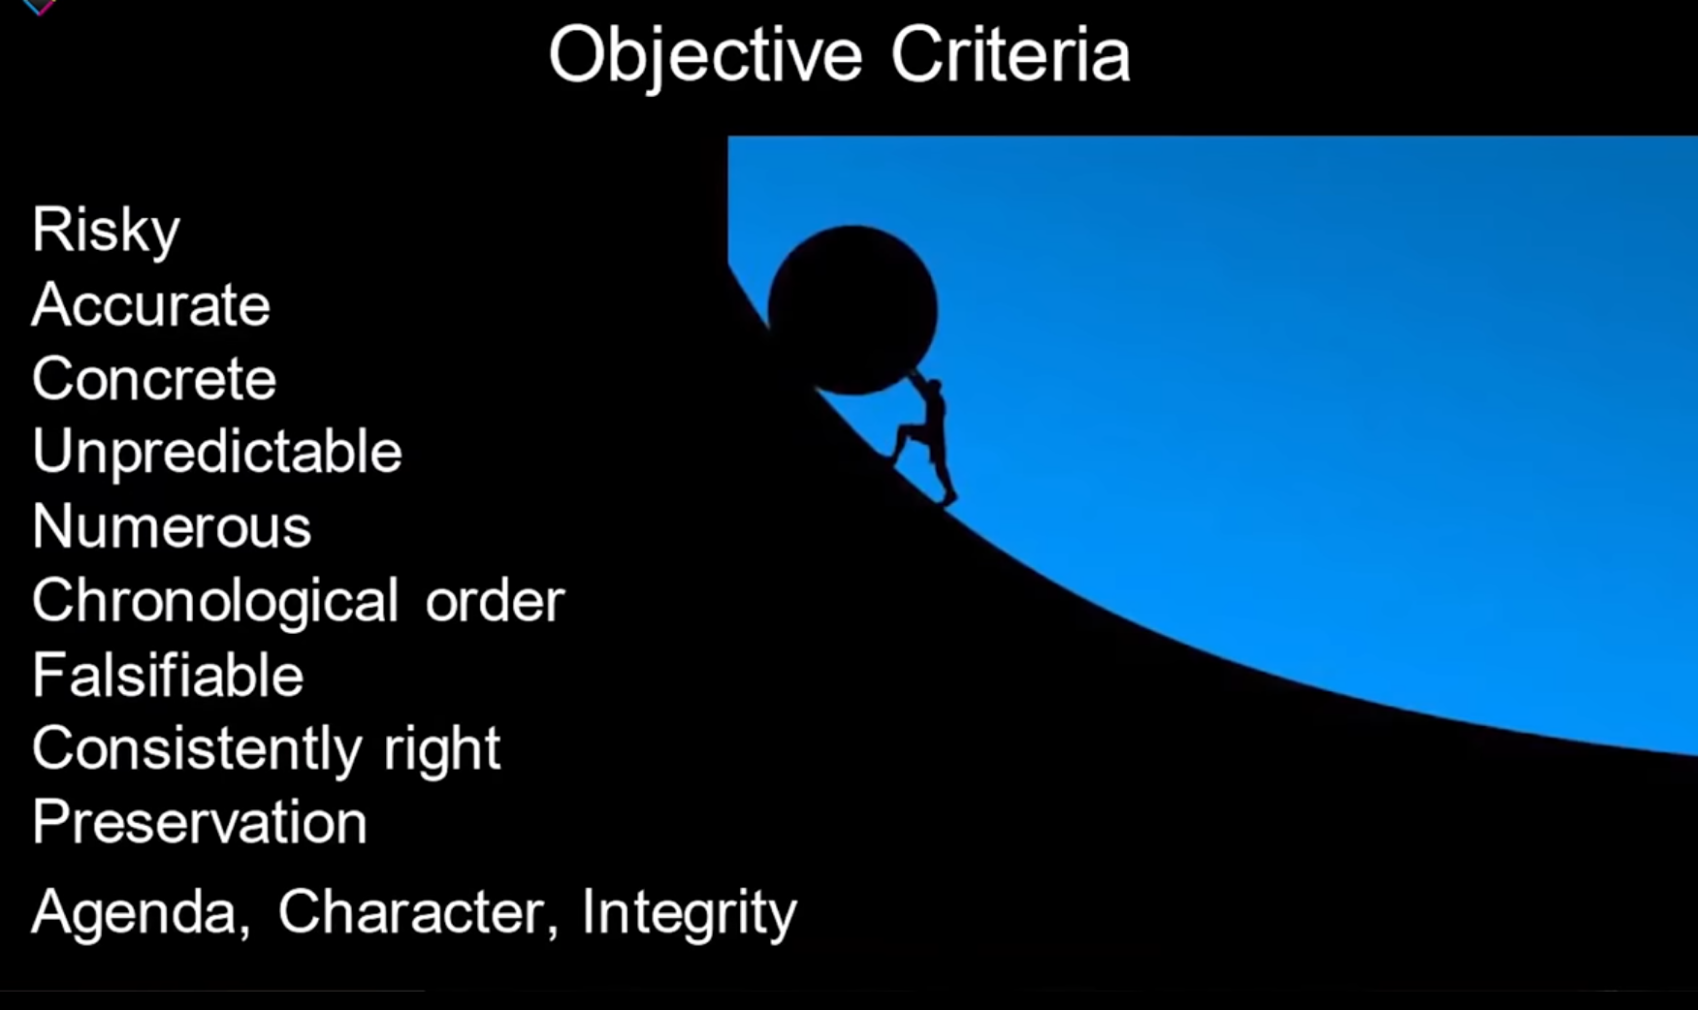 Objective Criteria
Risky
Accurate
Concrete
Unpredictable
Numerous
Chronological order
Falsifiable
Consistently right
Preservation
Agenda, Character, Integrity